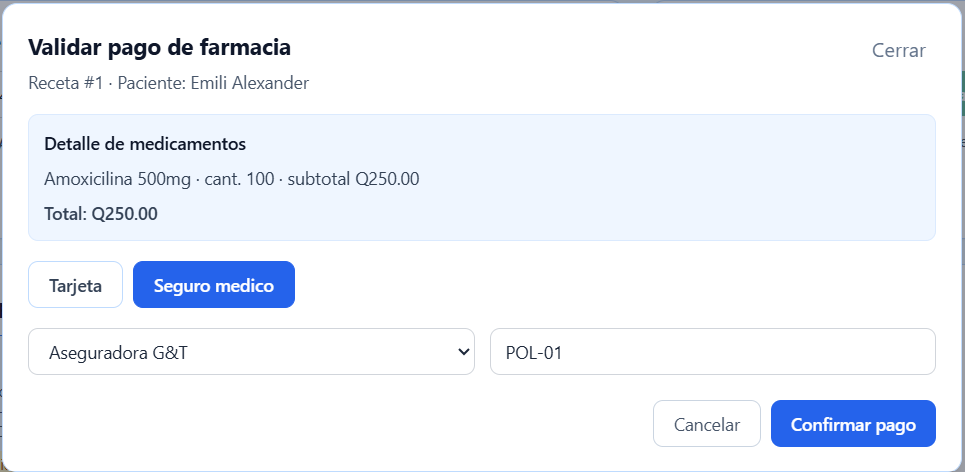 Validar pago de farmacia
Cerrar
Receta #1 · Paciente: Emili Alexander
Detalle de medicamentos
Amoxicilina 500mg · cant. 100 · subtotal Q250.00
Total: Q250.00
Tarjeta
Seguro medico
Aseguradora G&T
POL-01
Cancelar
Confirmar pago